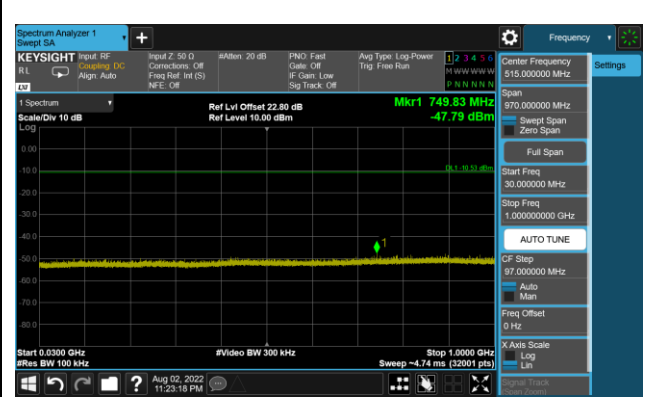 Spectrum Analyzer 1
Swept SA
+
Frequency
KEYSIGHT
RL
LXI
Input: RF
Coupling: DC
Align: Auto
Input Z: 50 Ω
Corrections: Off
Freq Ref: Int (S)
NFE: Off
#Atten: 20 dB
PNO: Fast
Gate: Off
IF Gain: Low
Sig Track: Off
Avg Type: Log-Power
Trig: Free Run
1 2 3 4 5 6
M W W W W W
P N N N N N
Center Frequency
515.000000 MHz
Settings
1 Spectrum
Scale/Div 10 dB
Log
Ref Lvl Offset 22.80 dB
Ref Level 10.00 dBm
Mkr1 749.83 MHz
-47.79 dBm
Span
970.000000 MHz
Swept Span
Zero Span
Full Span
0.00
-10.0
DL1 -10.53 dBm
-20.0
-30.0
-40.0
1
-50.0
-60.0
-70.0
-80.0
Start Freq
30.000000 MHz
Stop Freq
1.000000000 GHz
AUTO TUNE
CF Step
97.000000 MHz
Auto
Man
Freq Offset
0 Hz
X Axis Scale
Log
Lin
Signal Track
(Span Zoom)
Start 0.0300 GHz
#Res BW 100 kHz
#Video BW 300 kHz
Stop 1.0000 GHz
Sweep ~4.74 ms (32001 pts)
?
Aug 02, 2022
11:23:18 PM